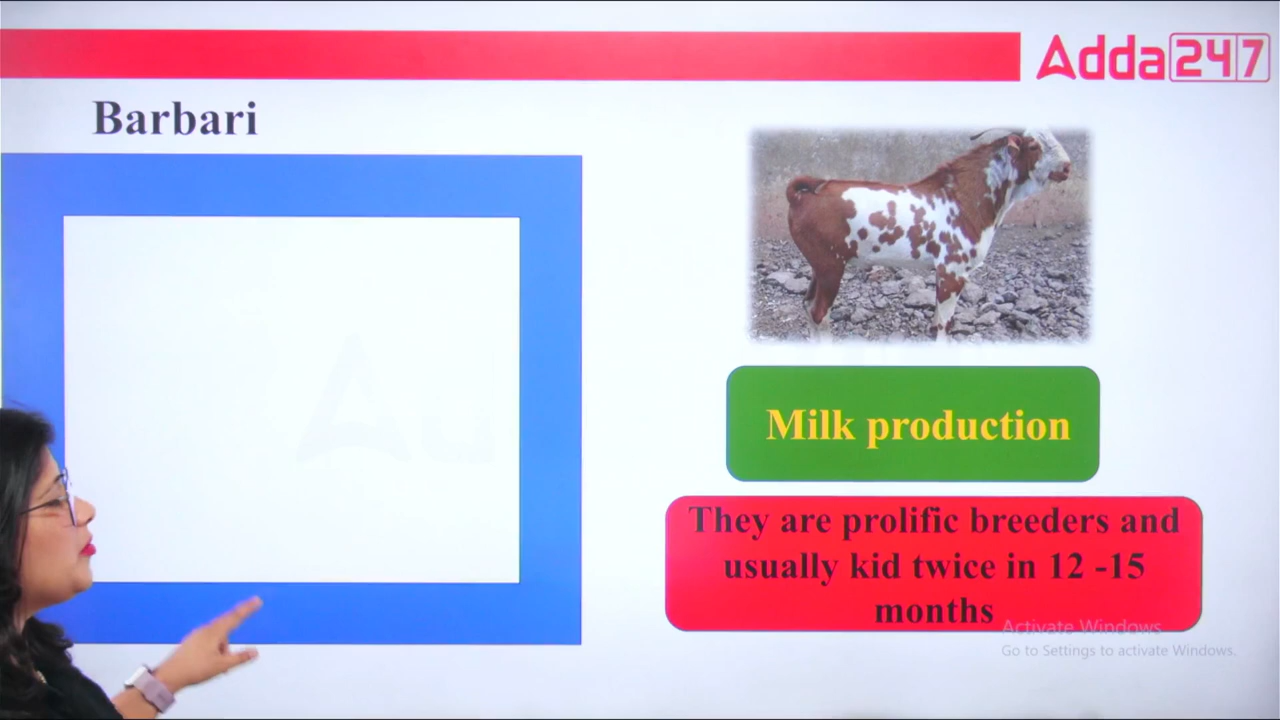 Adda247
Barbari
Milk production
They are prolific breeders and
usually kid twice in 12 -15
months
Activate Windows
Go to Settings to activate Windows.